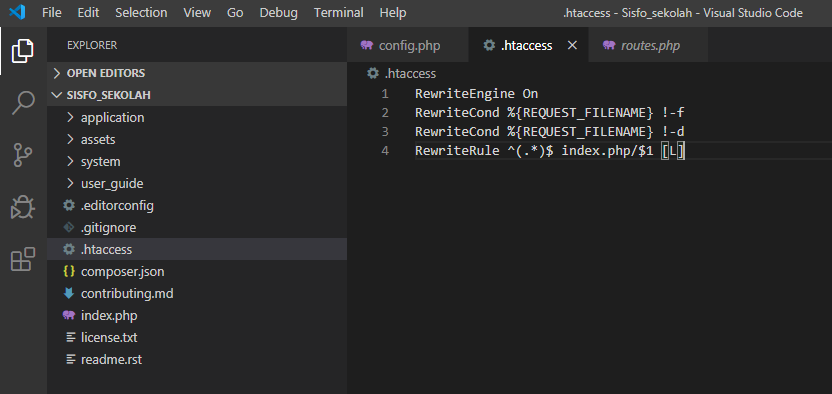 File Edit Selection View Go Debug Terminal Help .htaccess - Sisfo_sekolah - Visual Studio Code
EXPLORER
OPEN EDITORS
SISFO_SEKOLAH
application
assets
system
user_guide
.editorconfig
.gitignore
.htaccess
composer.json
contributing.md
index.php
license.txt
readme.rst
config.php .htaccess routes.php
.htaccess
1 RewriteEngine On
2 RewriteCond %{REQUEST_FILENAME} !-f
3 RewriteCond %{REQUEST_FILENAME} !-d
4 RewriteRule ^(.*)$ index.php/$1 [L]